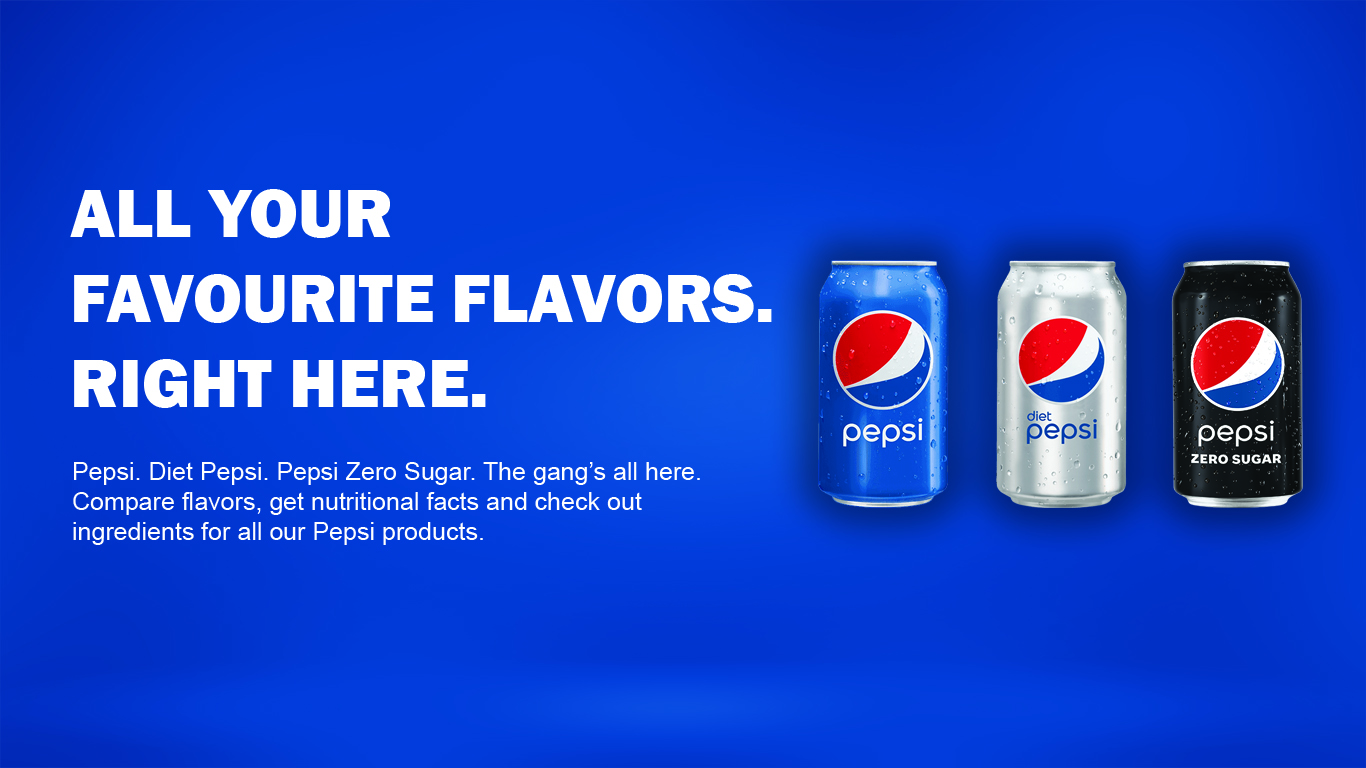 ALL YOUR
FAVOURITE FLAVORS.
RIGHT HERE.
Pepsi. Diet Pepsi. Pepsi Zero Sugar. The gang’s all here.
Compare flavors, get nutritional facts and check out
ingredients for all our Pepsi products.
pepsi
diet
pepsi
pepsi
ZERO SUGAR